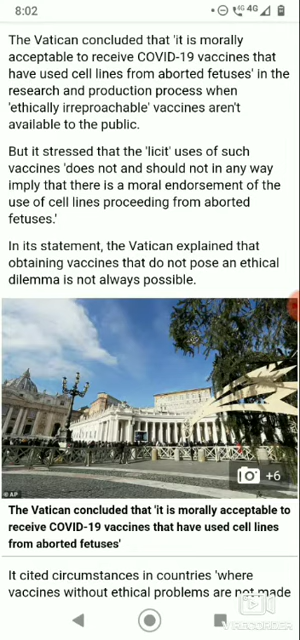 8:02
4G 4G
The Vatican concluded that 'it is morally
acceptable to receive COVID-19 vaccines that
have used cell lines from aborted fetuses' in the
research and production process when
'ethically irreproachable' vaccines aren't
available to the public.
But it stressed that the 'licit' uses of such
vaccines 'does not and should not in any way
imply that there is a moral endorsement of the
use of cell lines proceeding from aborted
fetuses.'
In its statement, the Vatican explained that
obtaining vaccines that do not pose an ethical
dilemma is not always possible.
+6
© AP
The Vatican concluded that 'it is morally acceptable to
receive COVID-19 vaccines that have used cell lines
from aborted fetuses'
It cited circumstances in countries 'where
vaccines without ethical problems are not made
RECORDER